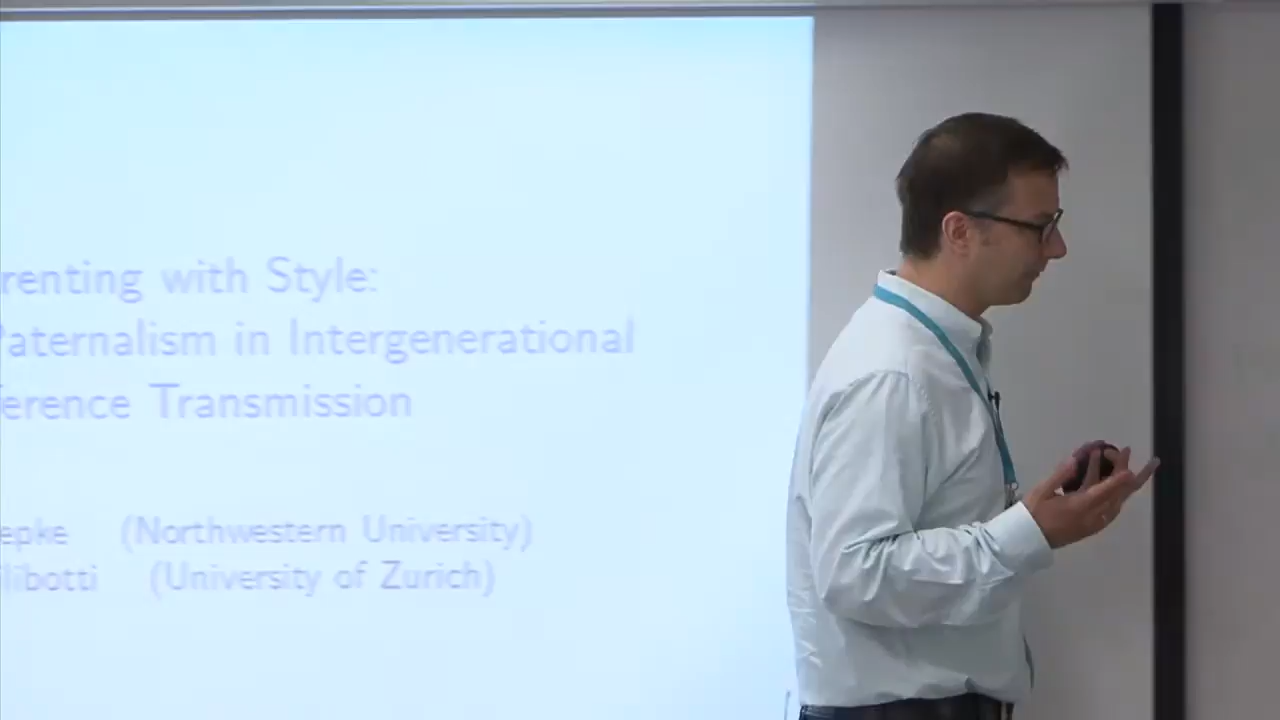 renting with Style:
Paternalism in Intergenerational
ference Transmission
epke (Northwestern University)
ilibotti (University of Zurich)